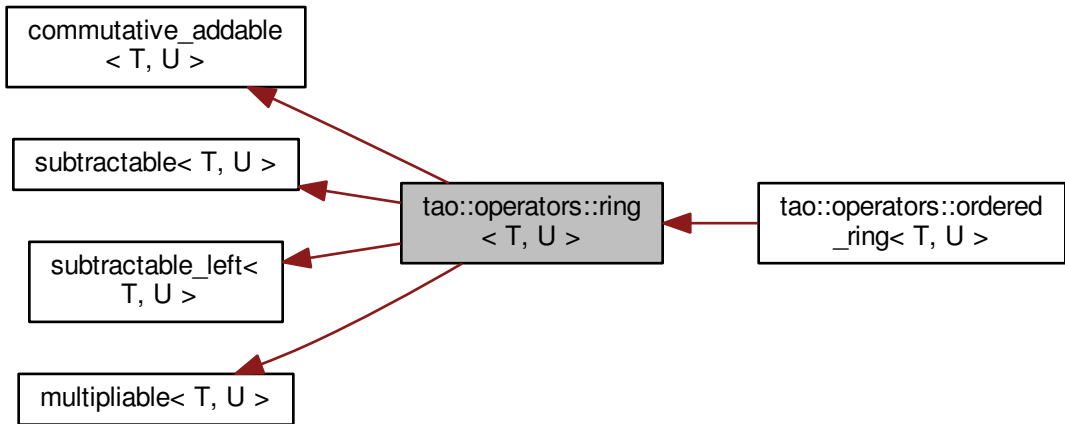 commutative_addable
< T, U >
subtractable< T, U >
subtractable_left<
T, U >
multipliable< T, U >
tao::operators::ring
< T, U >
tao::operators::ordered
_ring< T, U >